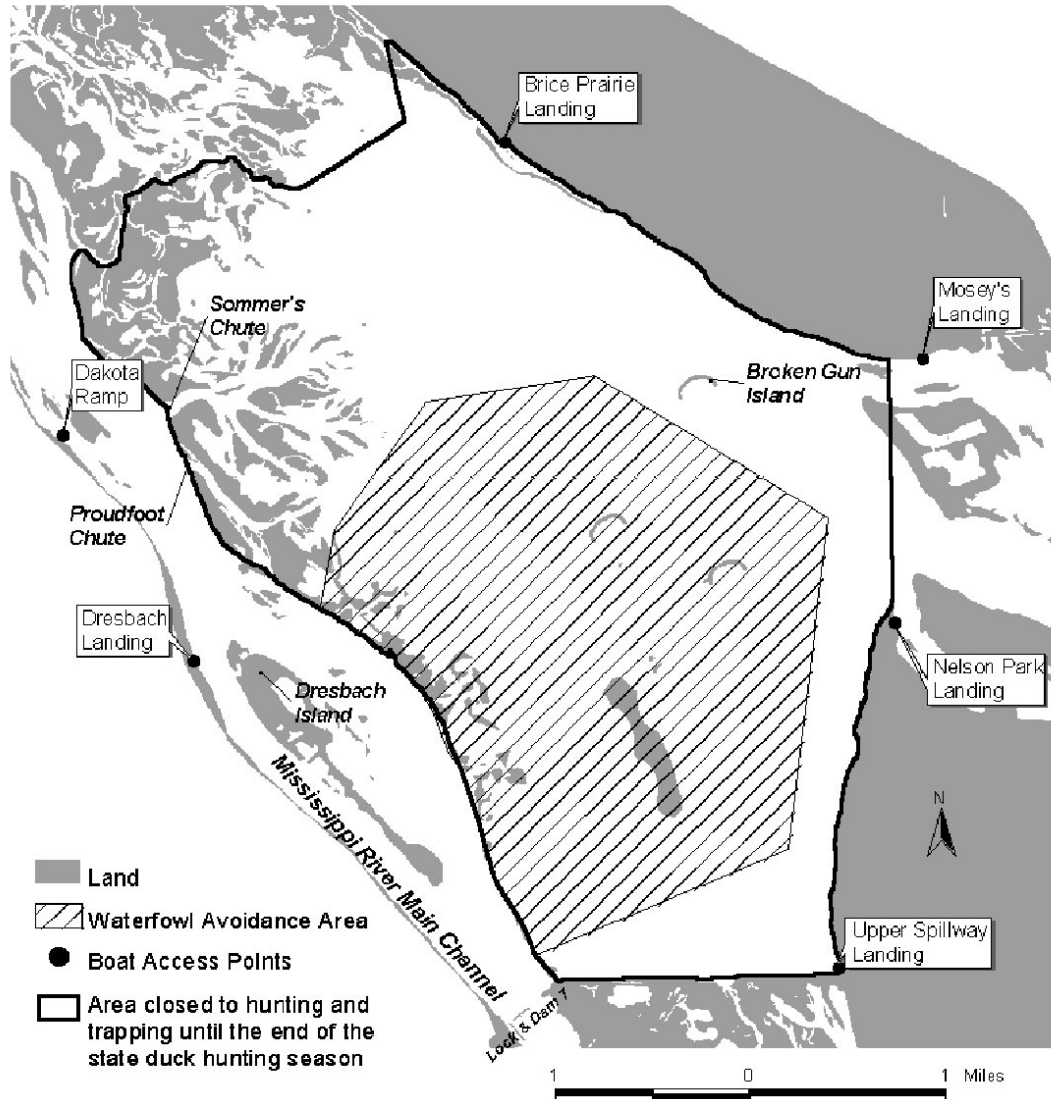 Brice Prairie
Landing
Mosey's
Landing
Sommer's
Chute
Dakota
Ramp
Broken Gun
Island
Proudfoot
Chute
Dresbach
Landing
Nelson Park
Landing
Dresbach
Island
Mississippi River Main Channel
N
Land
Waterfowl Avoidance Area
Boat Access Points
Area closed to hunting and
trapping until the end of the
state duck hunting season
Upper Spillway
Landing
Lock & Dam 7
1 0 1 Miles